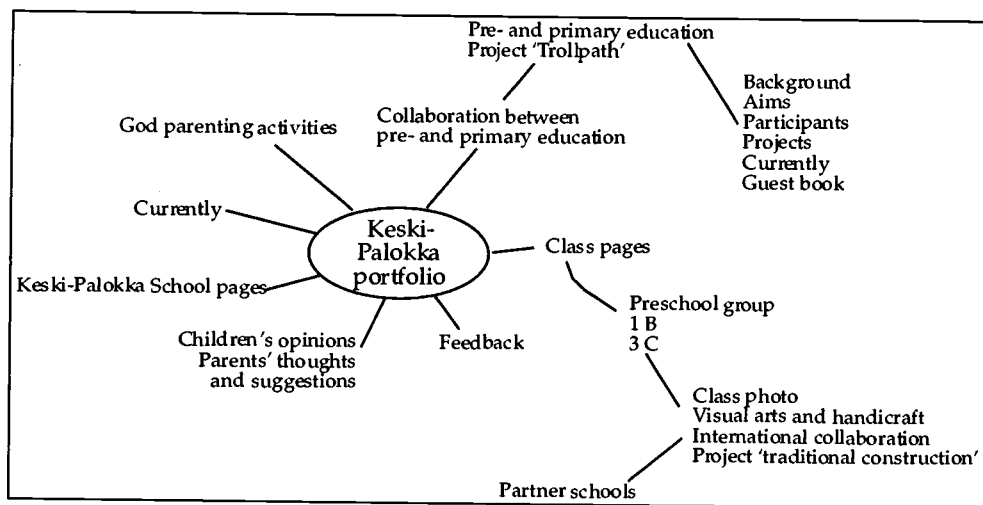 Pre- and primary education
Project 'Trollpath'
Background
Aims
Participants
Projects
Currently
Guest book
God parenting activities
Collaboration between
pre- and primary education
Currently
Keski-
Palokka
portfolio
Class pages
Keski-Palokka School pages
Preschool group
1 B
3 C
Children's opinions
Parents' thoughts
and suggestions
Feedback
Class photo
Visual arts and handicraft
International collaboration
Project 'traditional construction'
Partner schools